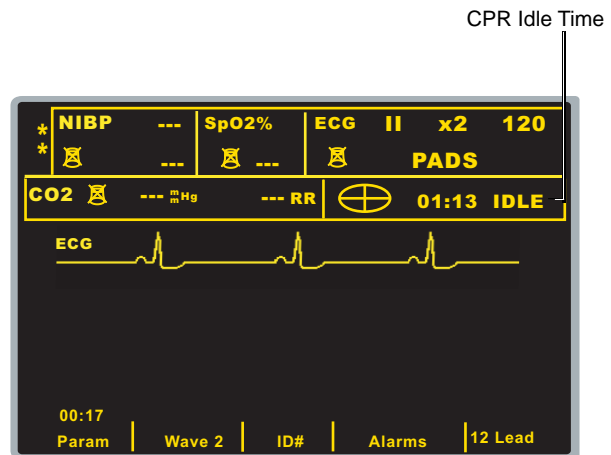 CPR Idle Time
* NIBP --- SpO2% ECG II x2 120
* --- --- PADS
CO2 --- mmHg --- RR 01:13 IDLE
ECG
00:17
Param Wave 2 ID# Alarms 12 Lead